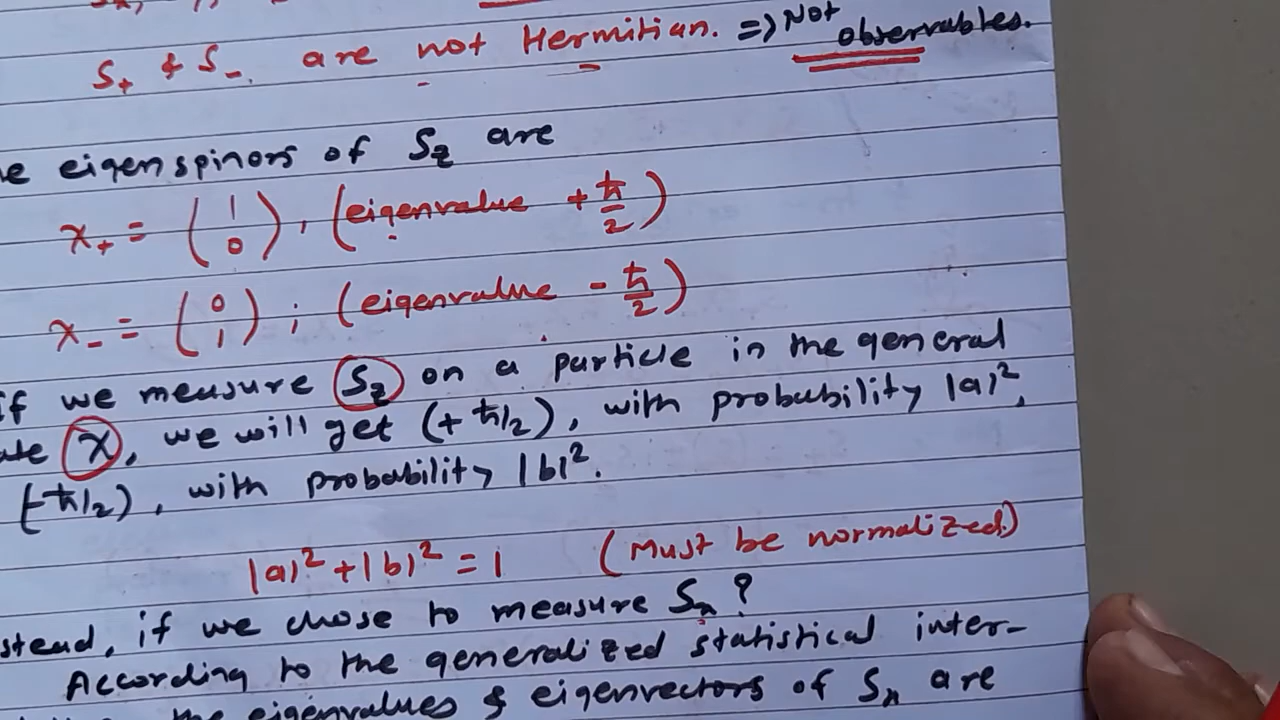 S₊ & S₋ are not Hermitian. => Not observables.
eigenspinors of Sz are
χ₊ = (1 0), (eigenvalue + ħ/2)
χ₋ = (0 1); (eigenvalue - ħ/2)
if we measure Sz on a particle in the general
χ, we will get (+ħ/2), with probability |a|²,
(-ħ/2), with probability |b|².
|a|² + |b|² = 1 (Must be normalized)
stead, if we chose to measure Sx?
According to the generalized statistical inter-
the eigenvalues & eigenvectors of Sx are